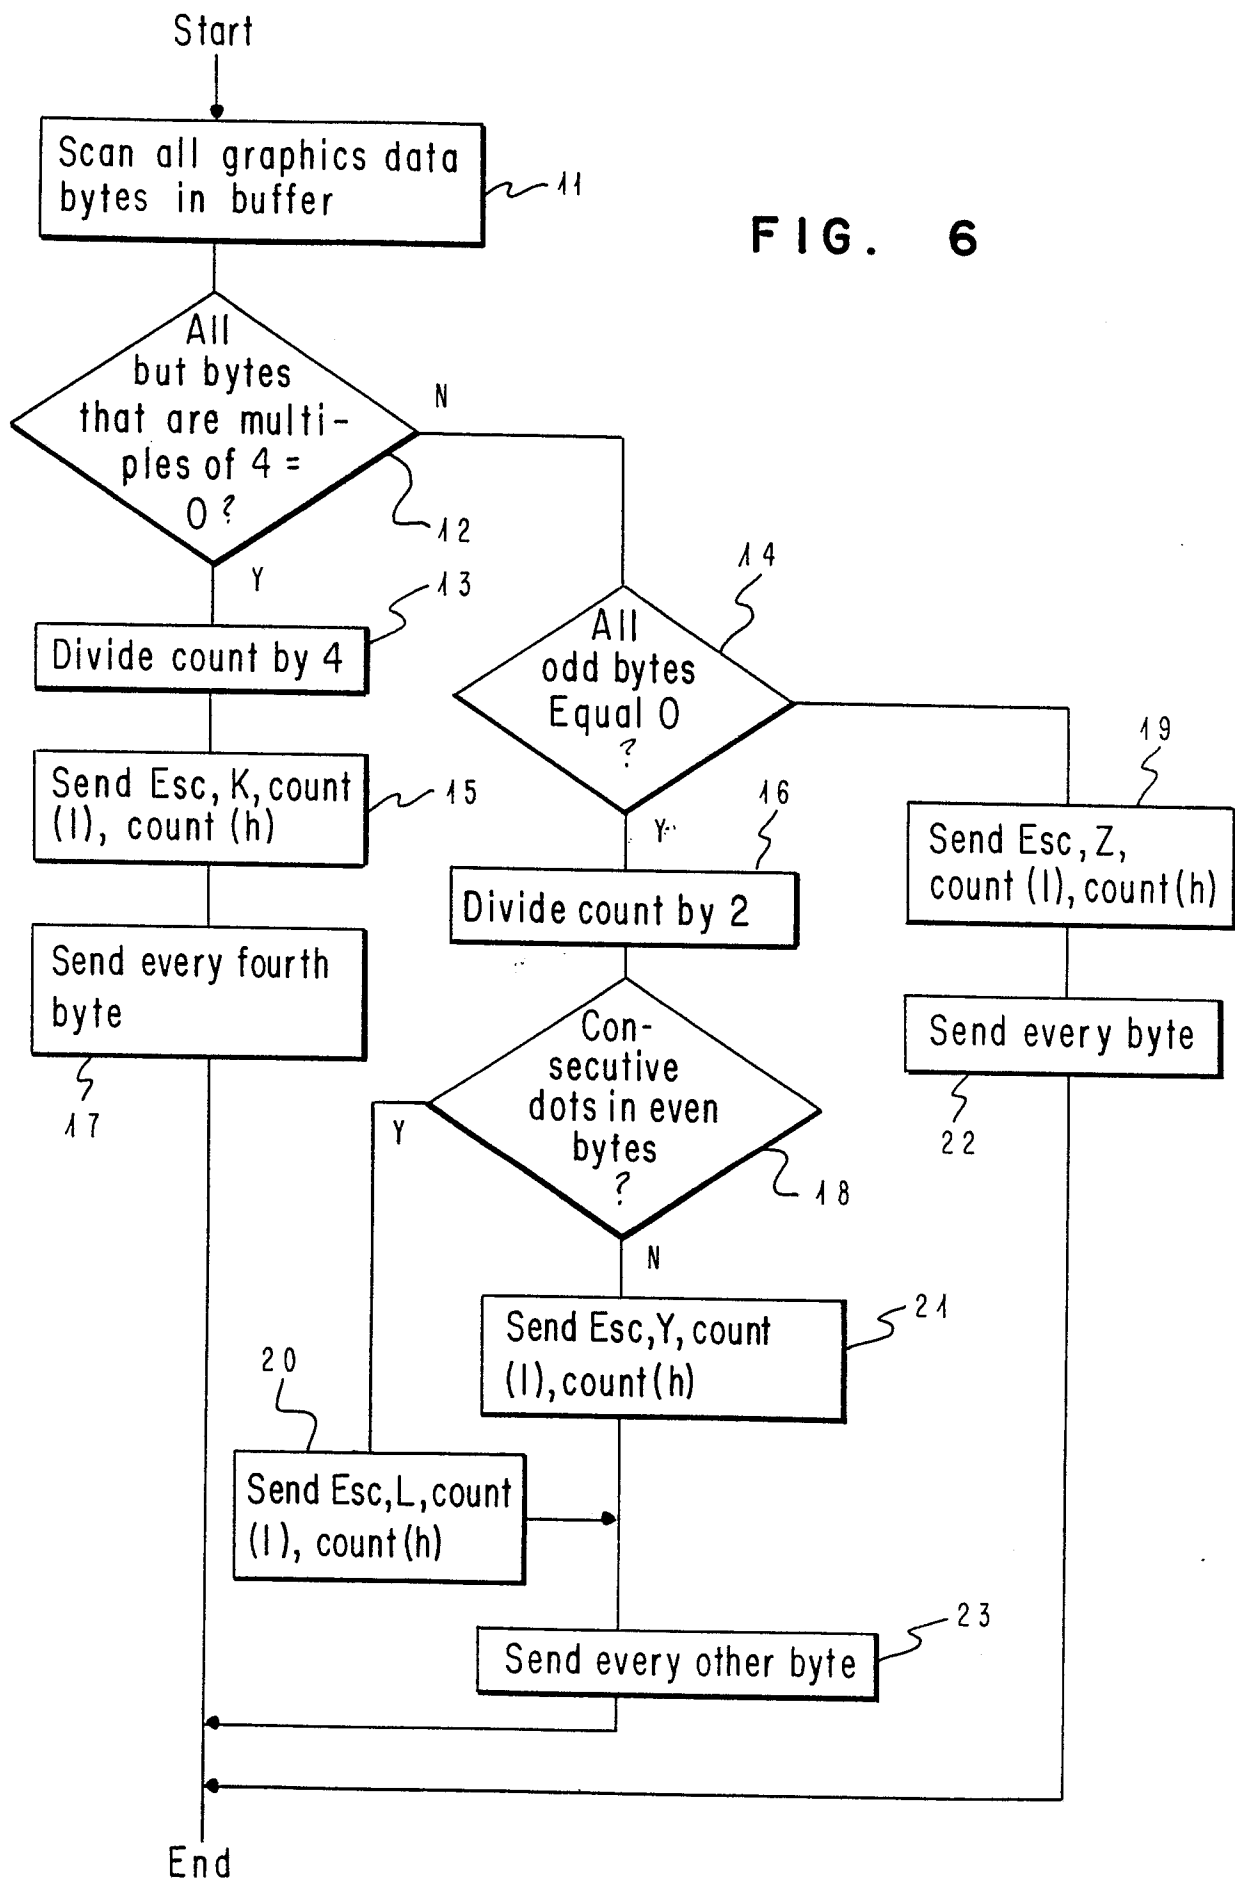 Start
Scan all graphics data
bytes in buffer
11
FIG. 6
All
but bytes
that are multi-
ples of 4 =
0?
N
12
Y
13
Divide count by 4
14
All
odd bytes
Equal 0
?
Send Esc, K, count
(l), count (h)
15
16
Y
19
Send Esc, Z,
count (l), count(h)
Divide count by 2
Send every fourth
byte
17
Con-
secutive
dots in even
bytes
?
Y
18
N
Send every byte
22
Send Esc, Y, count
(l), count(h)
21
20
Send Esc, L, count
(l), count(h)
23
Send every other byte
End